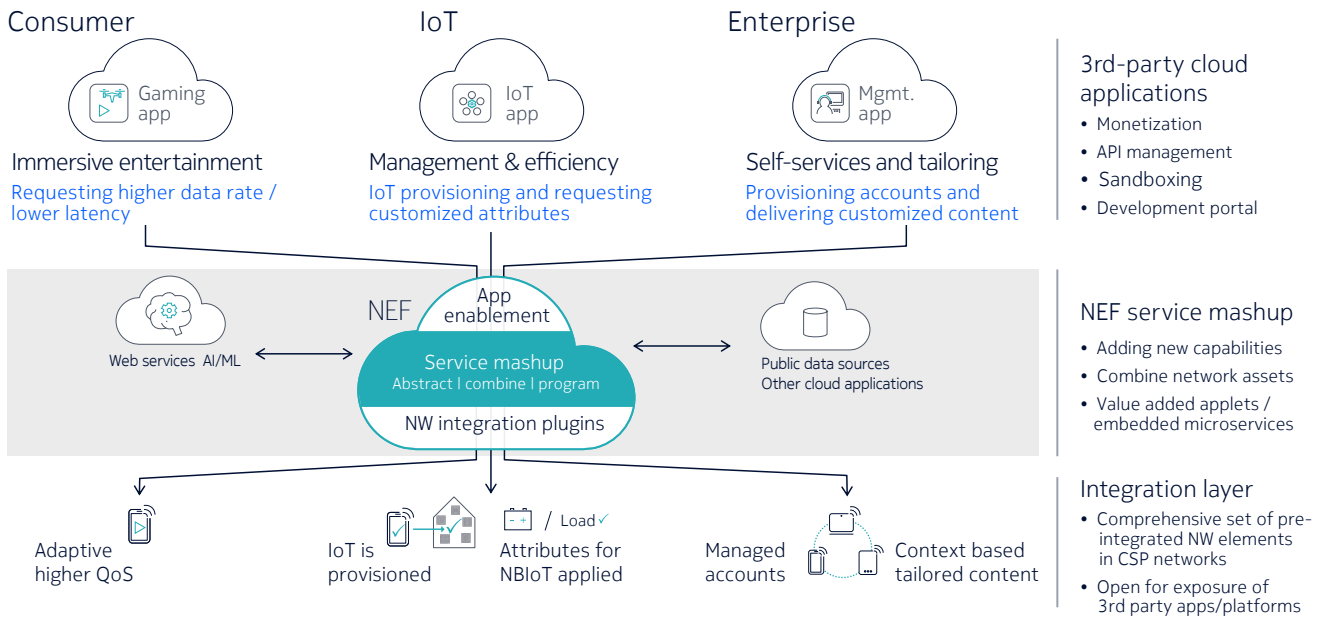 Consumer
IoT
Enterprise
Gaming
app
IoT
app
Mgmt.
app
Immersive entertainment
Requesting higher data rate /
lower latency
Management & efficiency
IoT provisioning and requesting
customized attributes
Self-services and tailoring
Provisioning accounts and
delivering customized content
3rd-party cloud
applications
• Monetization
• API management
• Sandboxing
• Development portal
Web services AI/ML
NEF
App
enablement
Service mashup
Abstract | combine | program
NW integration plugins
Public data sources
Other cloud applications
NEF service mashup
• Adding new capabilities
• Combine network assets
• Value added applets /
embedded microservices
Adaptive
higher QoS
IoT is
provisioned
- +
/ Load ✓
Attributes for
NBIoT applied
Managed
accounts
Context based
tailored content
Integration layer
• Comprehensive set of pre-
integrated NW elements
in CSP networks
• Open for exposure of
3rd party apps/platforms